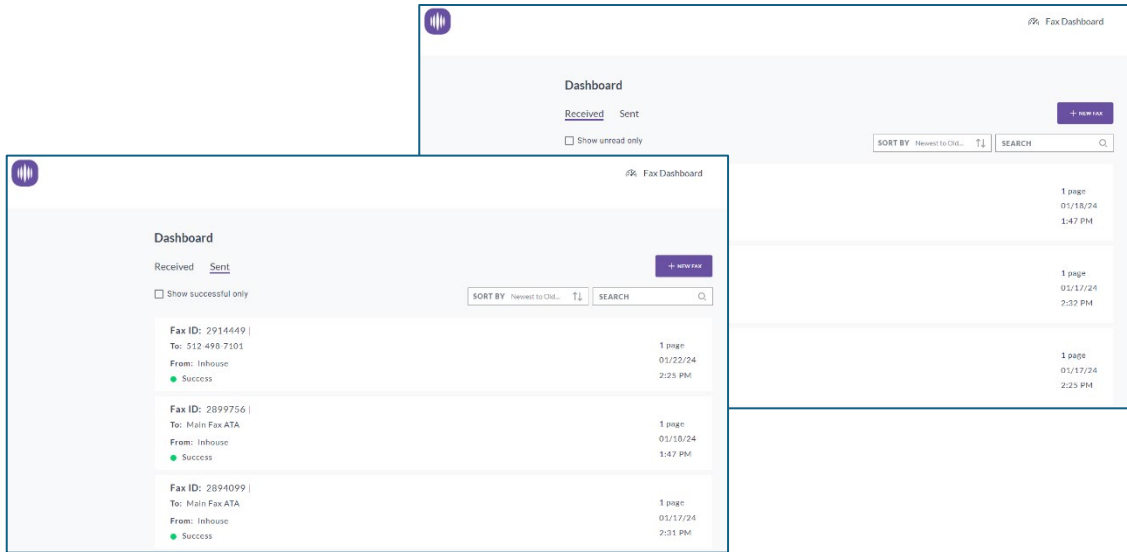 Fax Dashboard
Dashboard
Received Sent
+ NEW FAX
Show unread only
SORT BY Newest to Old... SEARCH
1 page
01/18/24
1:47 PM
1 page
01/17/24
2:32 PM
1 page
01/17/24
2:25 PM
Fax Dashboard
Dashboard
Received Sent
+ NEW FAX
Show successful only
SORT BY Newest to Old... SEARCH
Fax ID: 2914449 |
To: 512-498-7101
From: Inhouse
Success
1 page
01/22/24
2:25 PM
Fax ID: 2899756 |
To: Main Fax ATA
From: Inhouse
Success
1 page
01/18/24
1:47 PM
Fax ID: 2894099 |
To: Main Fax ATA
From: Inhouse
Success
1 page
01/17/24
2:31 PM